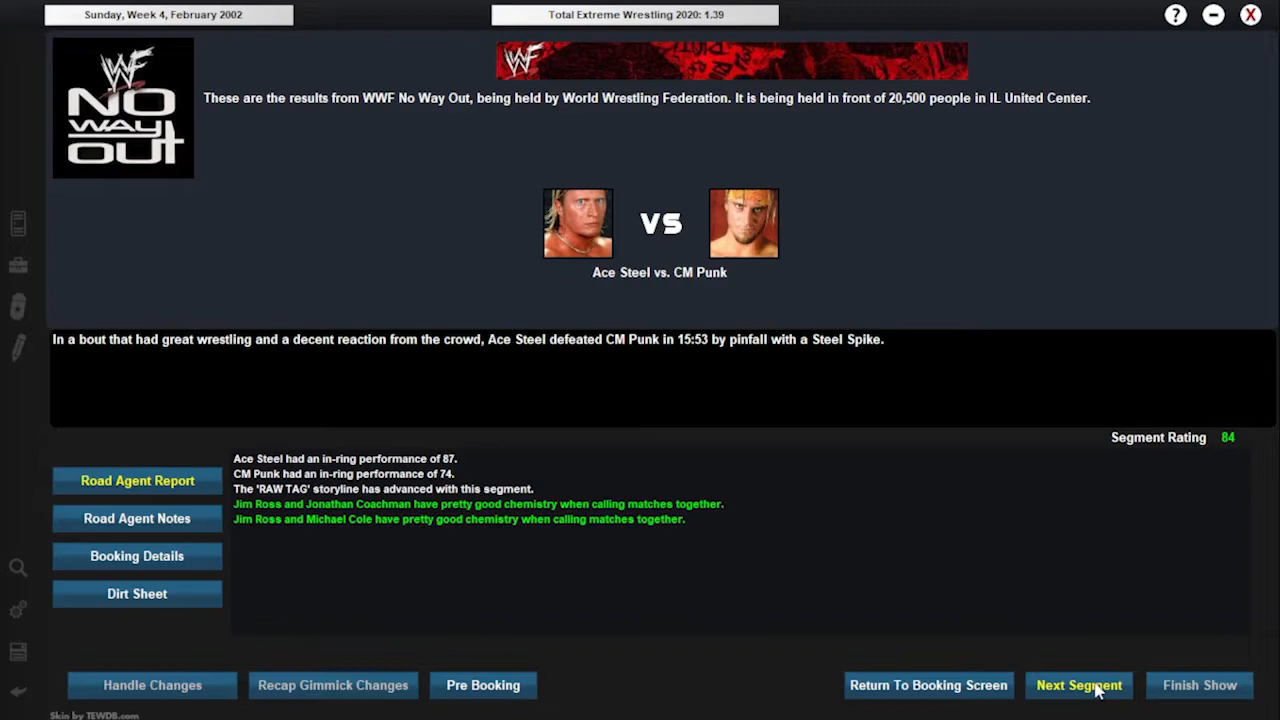 Sunday, Week 4, February 2002
Total Extreme Wrestling 2020: 1.39
?
X
WF
NO
WAY
OUT
WF
These are the results from WWF No Way Out, being held by World Wrestling Federation. It is being held in front of 20,500 people in IL United Center.
VS
Ace Steel vs. CM Punk
In a bout that had great wrestling and a decent reaction from the crowd, Ace Steel defeated CM Punk in 15:53 by pinfall with a Steel Spike.
Segment Rating 84
Road Agent Report
Road Agent Notes
Booking Details
Dirt Sheet
Ace Steel had an in-ring performance of 87.
CM Punk had an in-ring performance of 74.
The 'RAW TAG' storyline has advanced with this segment.
Jim Ross and Jonathan Coachman have pretty good chemistry when calling matches together.
Jim Ross and Michael Cole have pretty good chemistry when calling matches together.
Handle Changes
Recap Gimmick Changes
Pre Booking
Return To Booking Screen
Next Segment
Finish Show
Skin by TEWDB.com